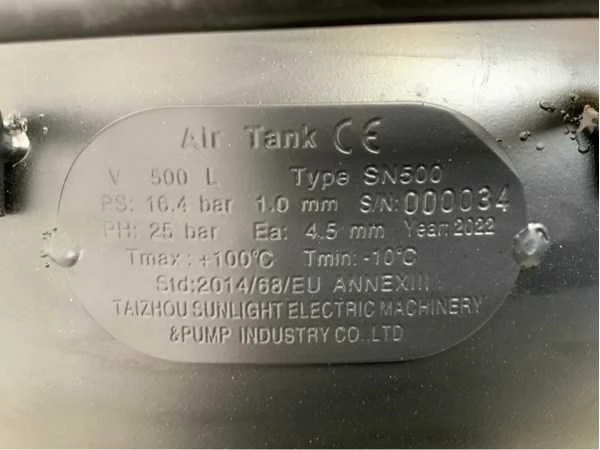 Air Tank CE
V 500 L Type SN500
PS: 16.4 bar 1.0 mm S/N: 000034
PH: 25 bar Ea: 4.5 mm Year: 2022
Tmax: +100°C Tmin: -10°C
Std:2014/68/EU ANNEXIII
TAIZHOU SUNLIGHT ELECTRIC MACHINERY
&PUMP INDUSTRY CO.,LTD